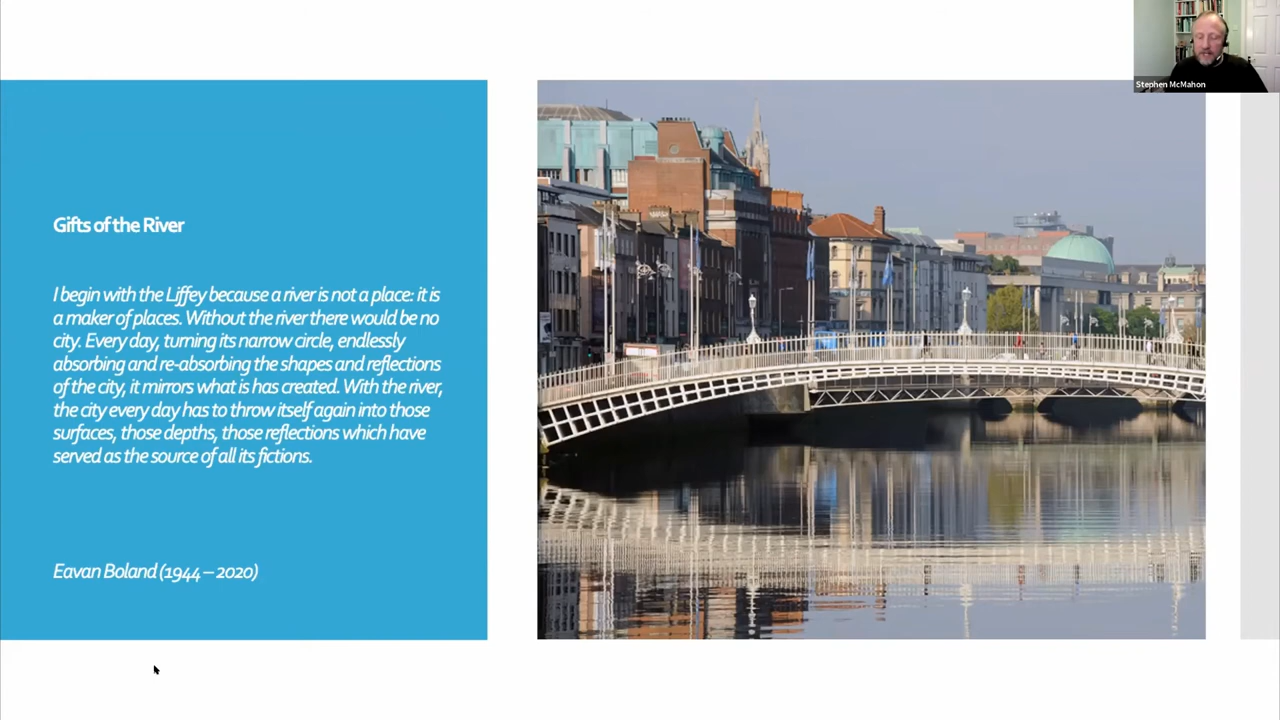 Stephen McMahon
Gifts of the River
I begin with the Liffey because a river is not a place: it is
a maker of places. Without the river there would be no
city. Every day, turning its narrow circle, endlessly
absorbing and re-absorbing the shapes and reflections
of the city, it mirrors what is has created. With the river,
the city every day has to throw itself again into those
surfaces, those depths, those reflections which have
served as the source of all its fictions.
Eavan Boland (1944 – 2020)